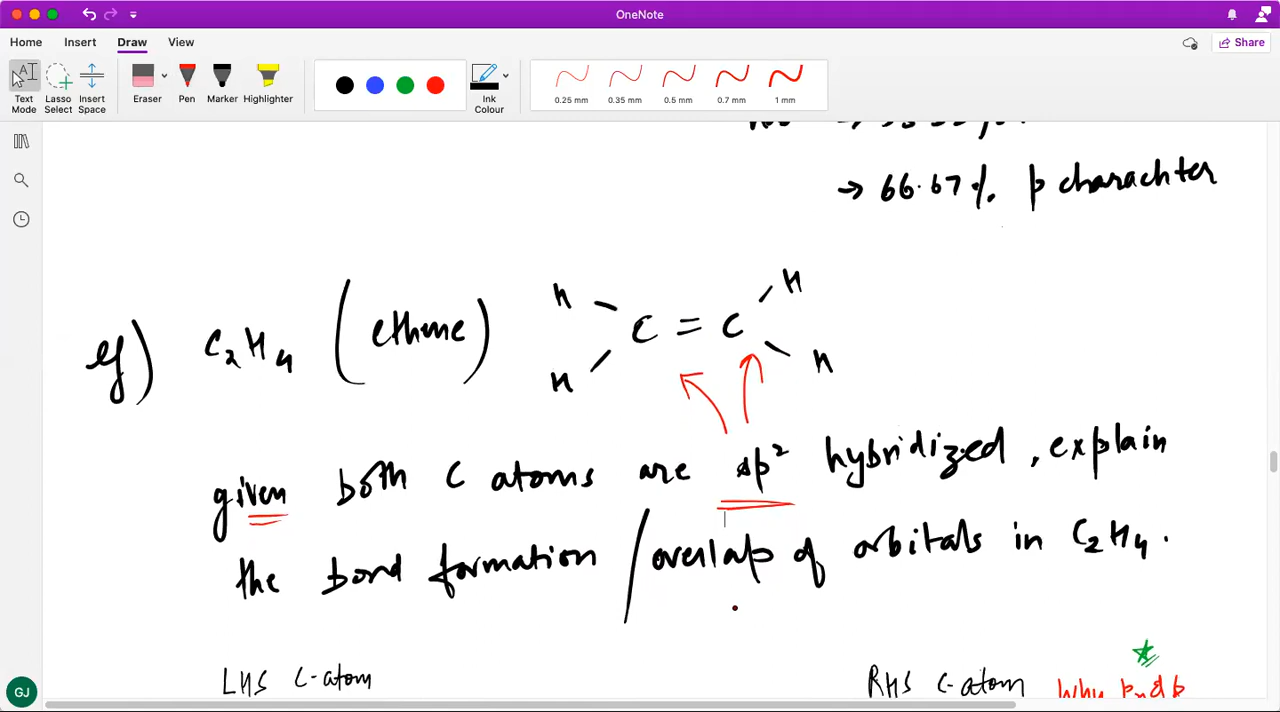 OneNote
Home Insert Draw View
Share
Text Mode
Lasso Select
Insert Space
Eraser
Pen
Marker
Highlighter
Ink Colour
0.25 mm 0.35 mm 0.5 mm 0.7 mm 1 mm
→ 66.67 % p charachter
eg) C₂H₄ (ethene)
H H
C = C
H H
given both C atoms are sp² hybridized, explain
the bond formation / overlap of orbitals in C₂H₄.
LHS C-atom RHS C-atom Why
GJ